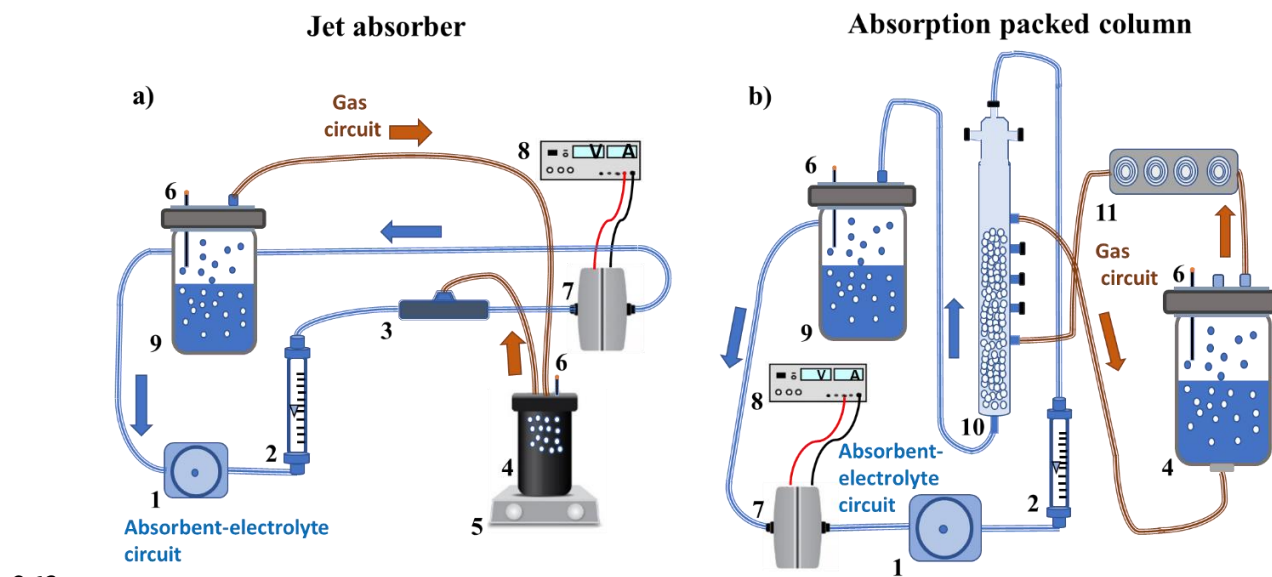 Jet absorber
Absorption packed column
a)
Gas
circuit
8
V A
6
9
3
7
6
2
4
1
5
Absorbent-electrolyte
circuit
b)
6
11
Gas
circuit
6
9
8
V A
10
4
Absorbent-
electrolyte
circuit
7
2
1